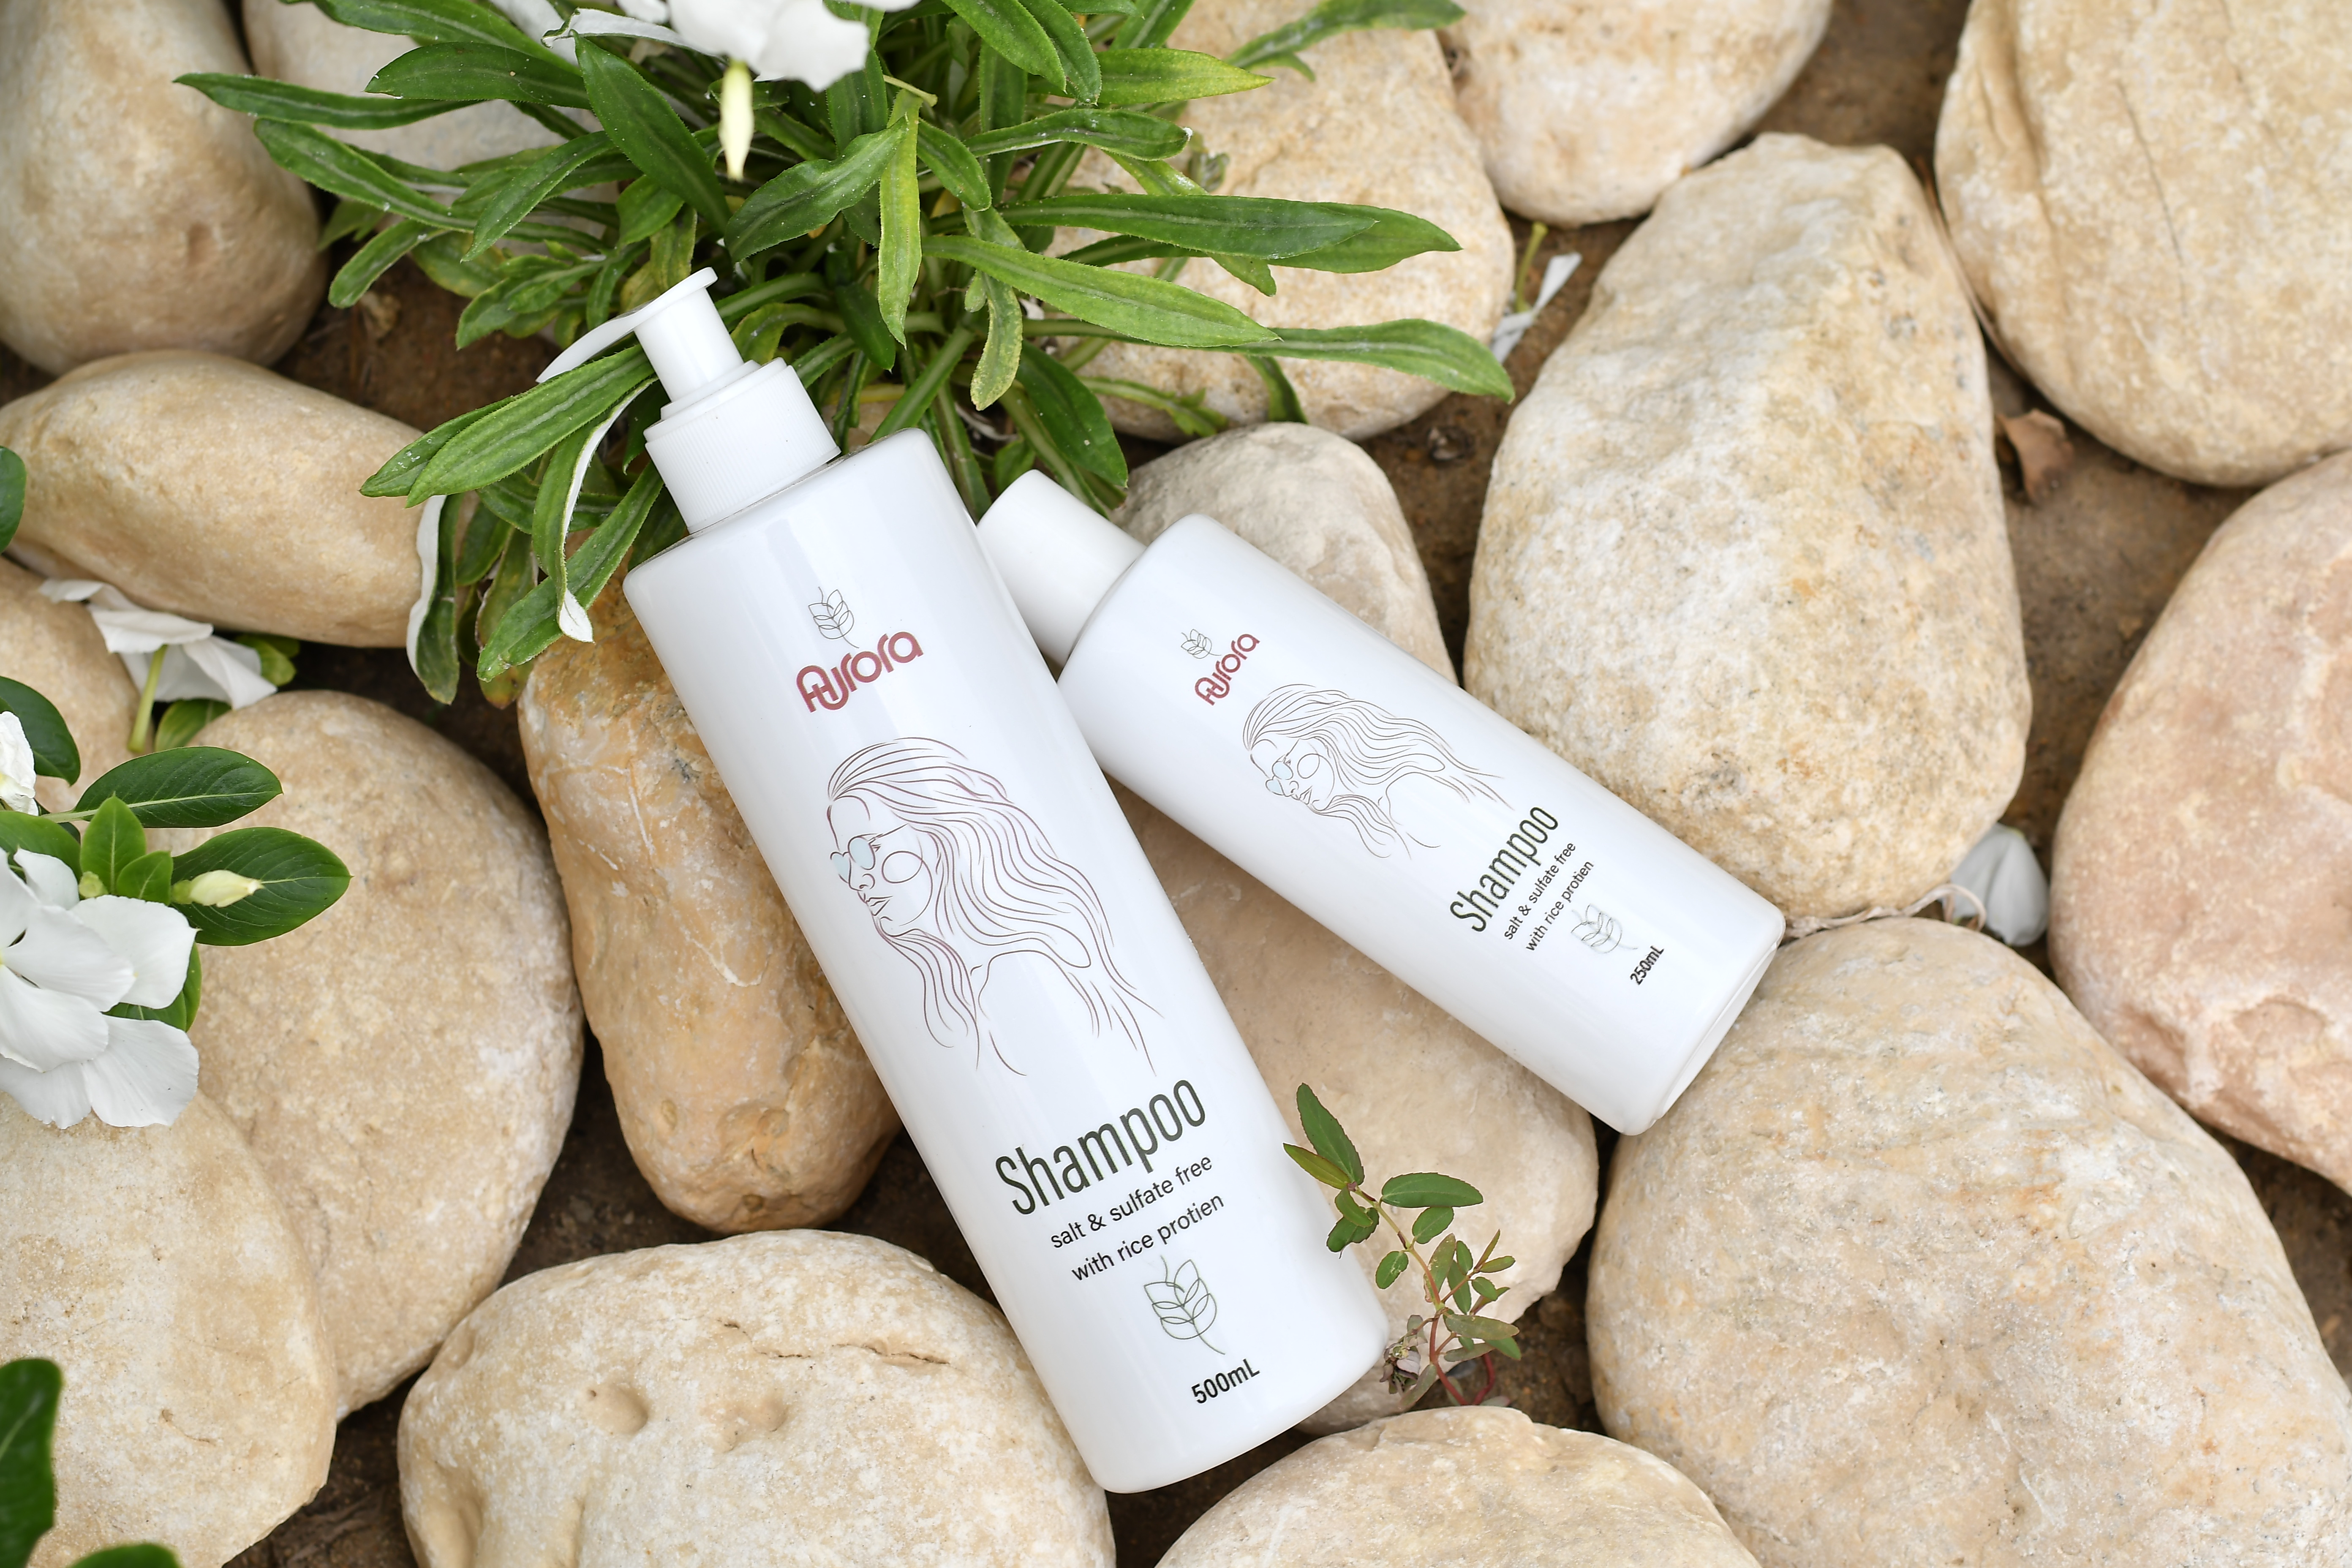 Aurora
Shampoo
salt & sulfate free
with rice protien
500mL
Aurora
Shampoo
salt & sulfate free
with rice protien
250mL